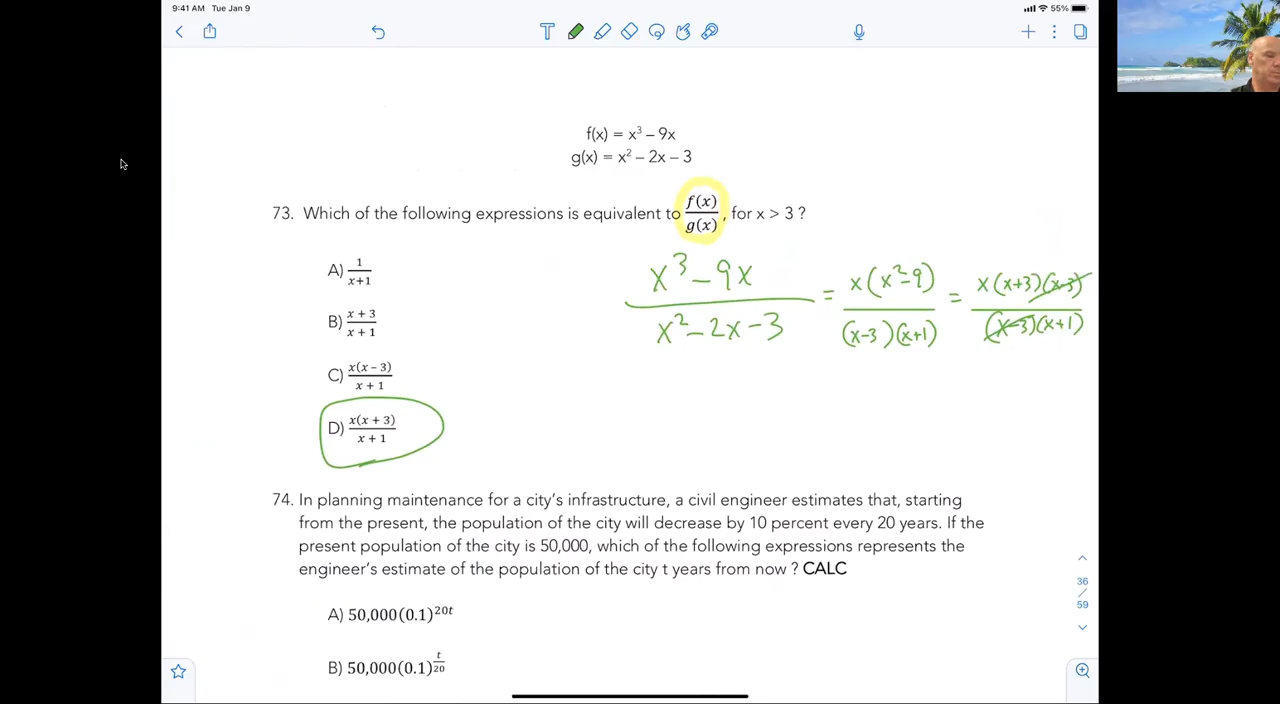 9:41 AM Tue Jan 9
55%
T
f(x) = x³ – 9x
g(x) = x² – 2x – 3
73. Which of the following expressions is equivalent to f(x)/g(x), for x > 3 ?
A) 1/(x+1)
B) (x + 3)/(x + 1)
C) x(x – 3)/(x + 1)
D) x(x + 3)/(x + 1)
(x³ – 9x)/(x² – 2x – 3) = x(x² – 9)/((x–3)(x+1)) = x(x+3)(x-3)/((x-3)(x+1))
74. In planning maintenance for a city's infrastructure, a civil engineer estimates that, starting
from the present, the population of the city will decrease by 10 percent every 20 years. If the
present population of the city is 50,000, which of the following expressions represents the
engineer's estimate of the population of the city t years from now ? CALC
A) 50,000(0.1)^20t
B) 50,000(0.1)^(t/20)
36
/
59